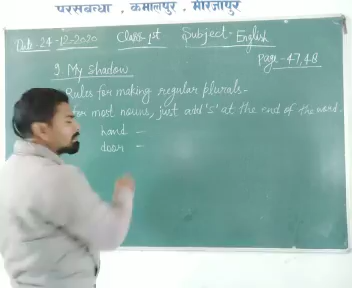 परसबन्धा , कमालपुर , मीरजापुर
Date-24-12-2020 Class-1st Subject-English
Page-47,48
9. My Shadow
Rules for making regular plurals-
For most nouns, just add 's' at the end of the word.
hand –
door –